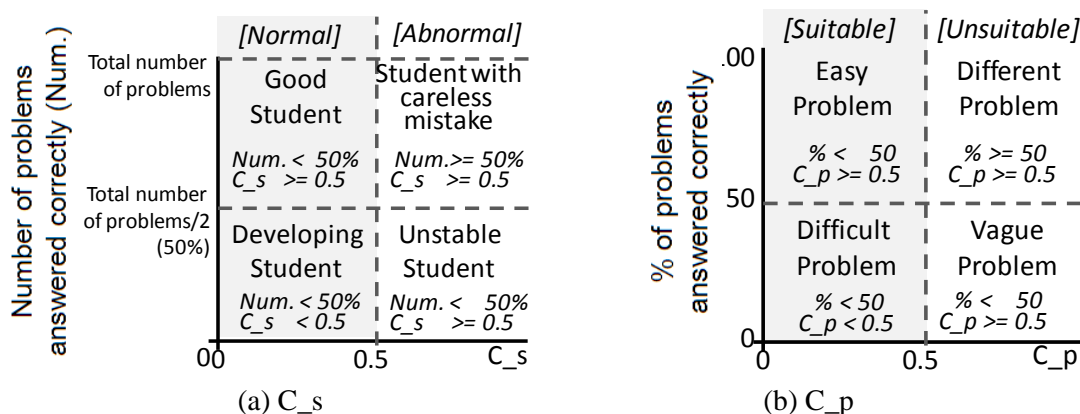 Number of problems
answered correctly (Num.)
Total number
of problems
Total number
of problems/2
(50%)
[Normal]
[Abnormal]
Good
Student
Num. < 50%
C_s >= 0.5
Student with
careless
mistake
Num.>= 50%
C_s >= 0.5
Developing
Student
Num. < 50%
C_s < 0.5
Unstable
Student
Num. < 50%
C_s >= 0.5
00
0.5
C_s
(a) C_s
% of problems
answered correctly
[Suitable]
[Unsuitable]
.00
Easy
Problem
% < 50
C_p >= 0.5
Different
Problem
% >= 50
C_p >= 0.5
50
Difficult
Problem
% < 50
C_p < 0.5
Vague
Problem
% < 50
C_p >= 0.5
0
0
0.5
C_p
(b) C_p